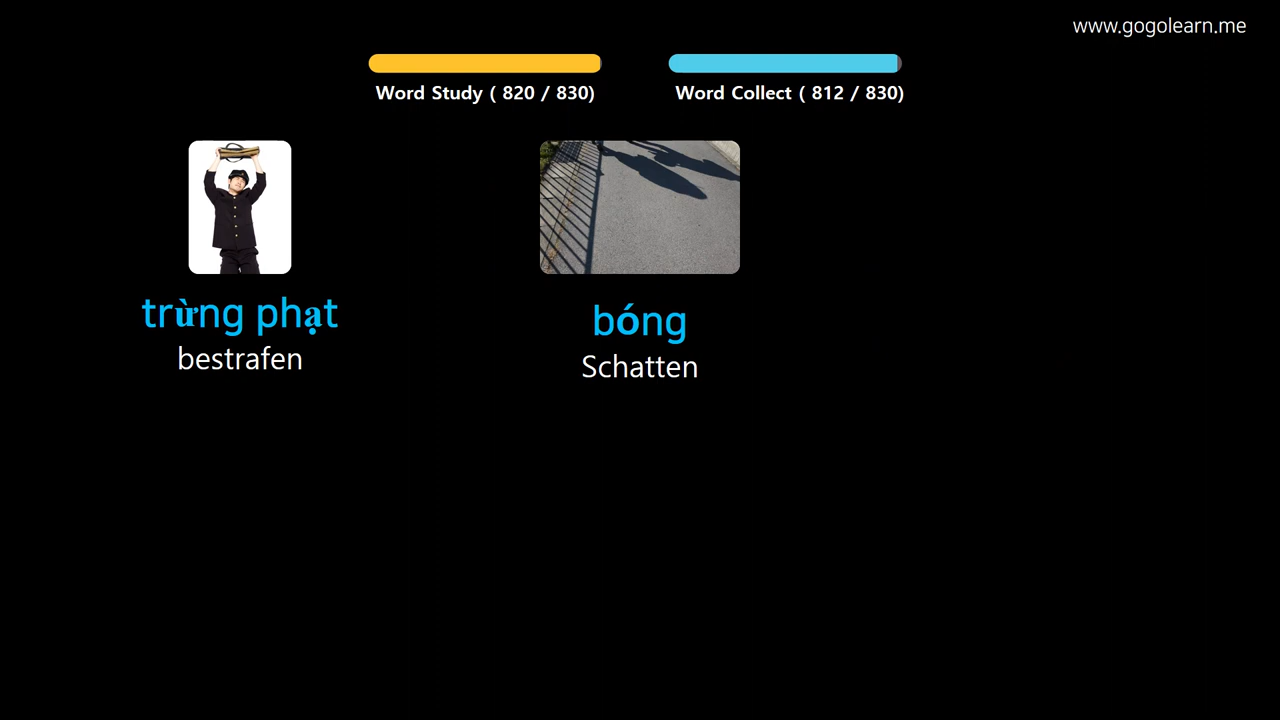 www.gogolearn.me
Word Study ( 820 / 830)
Word Collect ( 812 / 830)
trừng phạt
bestrafen
bóng
Schatten